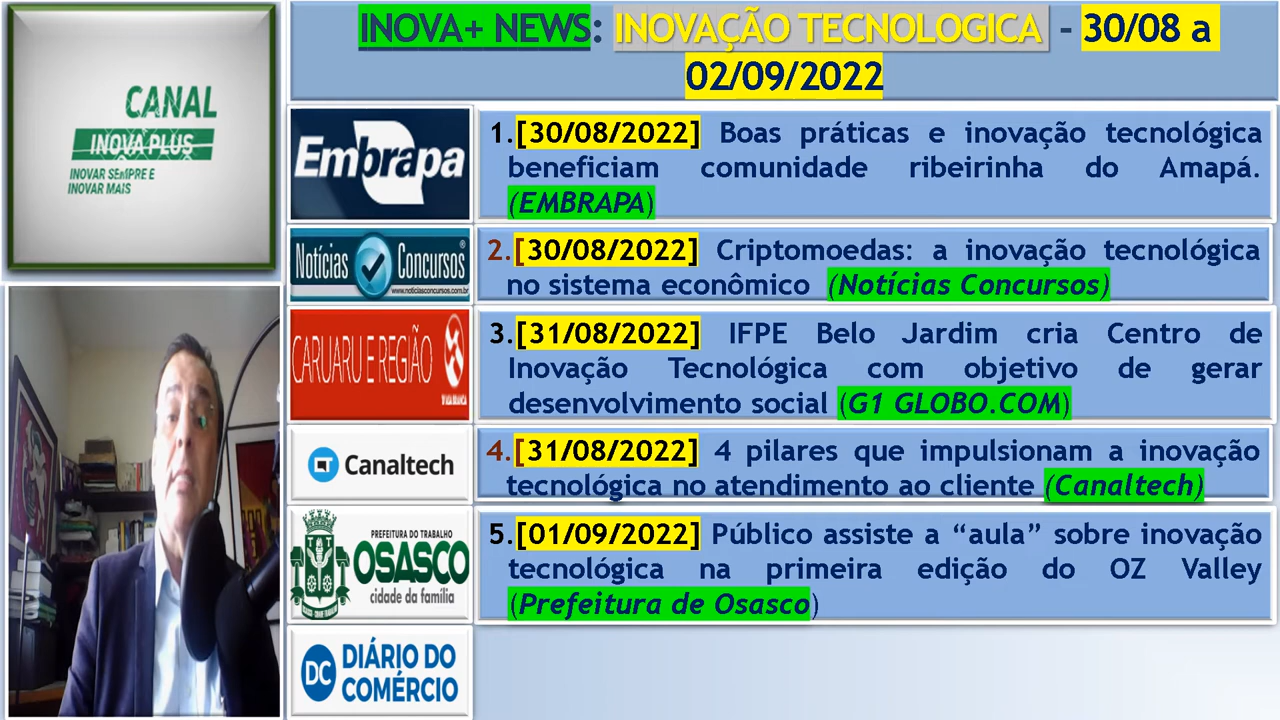 CANAL
INOVA PLUS
INOVAR SEMPRE E
INOVAR MAIS
INOVA+ NEWS: INOVAÇÃO TECNOLOGICA - 30/08 a
02/09/2022
Embrapa
1.[30/08/2022] Boas práticas e inovação tecnológica
beneficiam comunidade ribeirinha do Amapá.
(EMBRAPA)
Notícias Concursos
www.noticiasconcursos.com.br
2.[30/08/2022] Criptomoedas: a inovação tecnológica
no sistema econômico (Notícias Concursos)
CARUARU E REGIÃO
3.[31/08/2022] IFPE Belo Jardim cria Centro de
Inovação Tecnológica com objetivo de gerar
desenvolvimento social (G1 GLOBO.COM)
Canaltech
4.[31/08/2022] 4 pilares que impulsionam a inovação
tecnológica no atendimento ao cliente (Canaltech)
PREFEITURA DO TRABALHO
OSASCO
cidade da família
5.[01/09/2022] Público assiste a “aula” sobre inovação
tecnológica na primeira edição do OZ Valley
(Prefeitura de Osasco)
DC DIÁRIO DO
COMÉRCIO